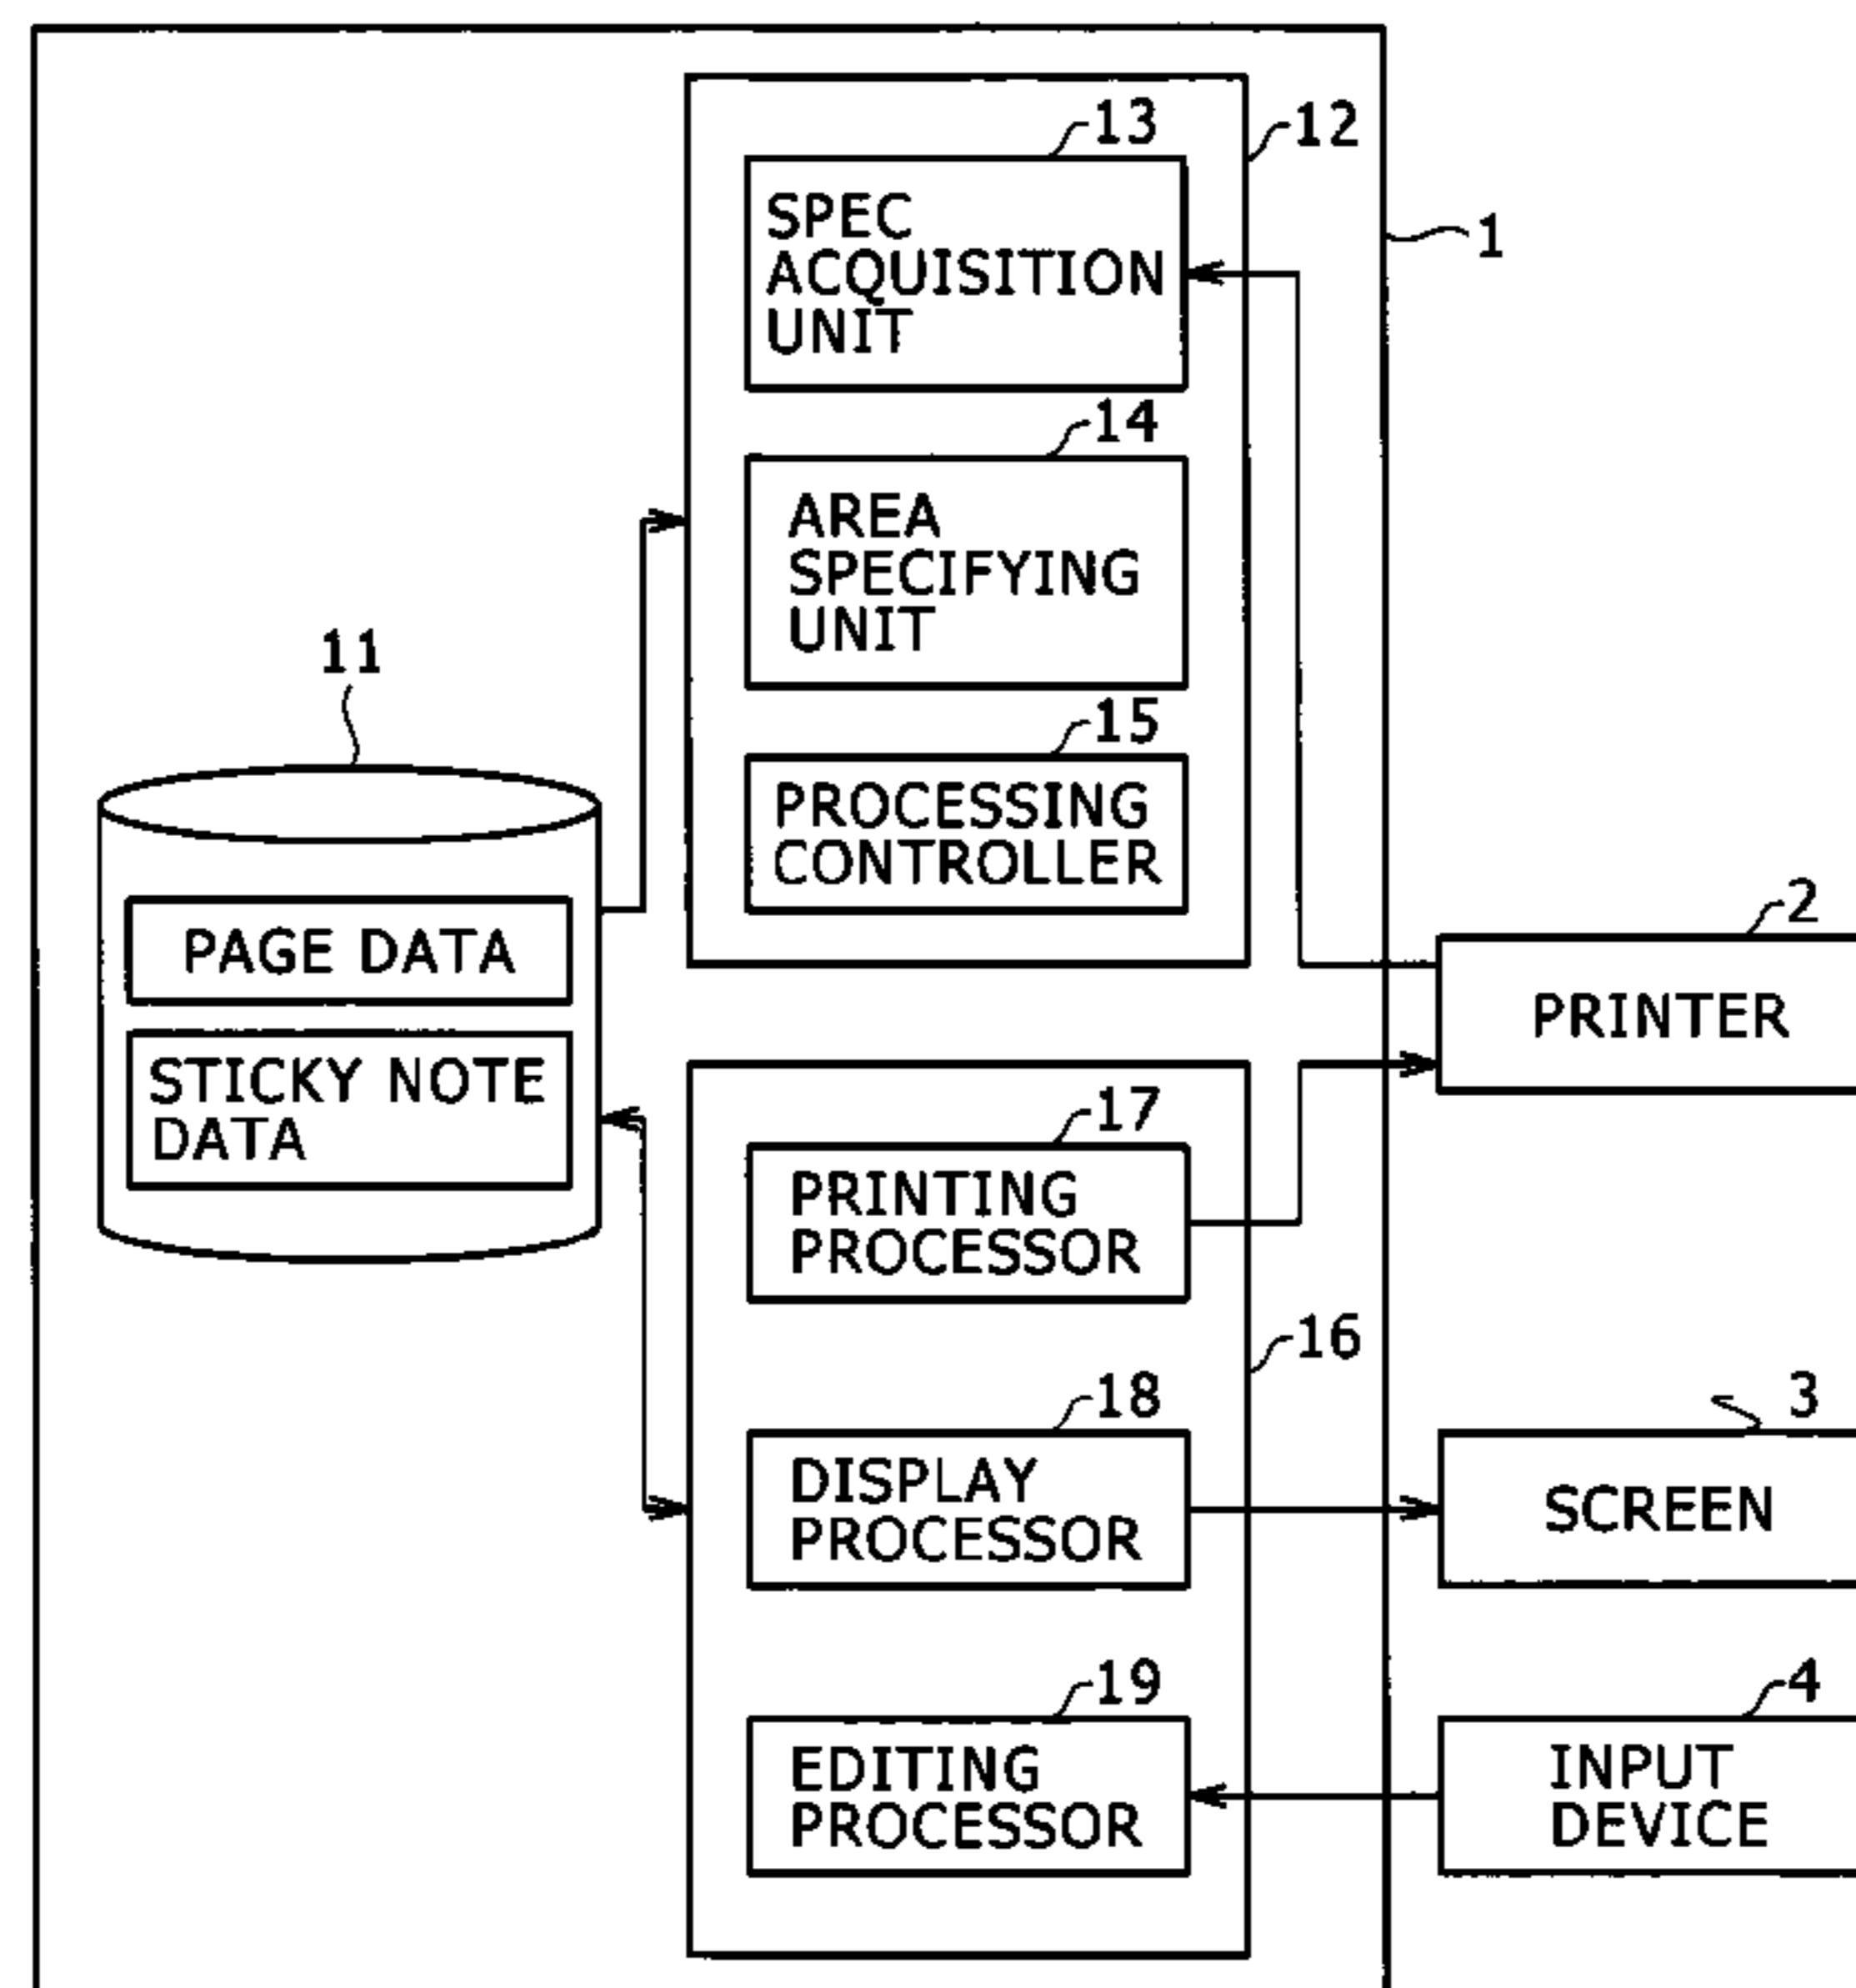 13
12
SPEC
ACQUISITION
UNIT
1
14
AREA
SPECIFYING
UNIT
11
15
PROCESSING
CONTROLLER
PAGE DATA
STICKY NOTE
DATA
2
PRINTER
17
PRINTING
PROCESSOR
16
18
DISPLAY
PROCESSOR
3
SCREEN
19
EDITING
PROCESSOR
4
INPUT
DEVICE